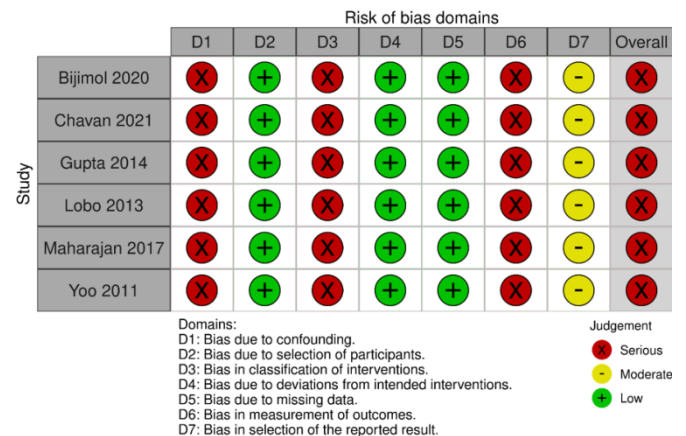 Risk of bias domains
D1 D2 D3 D4 D5 D6 D7 Overall
Study
Bijimol 2020 X + X + + X - X
Chavan 2021 X + X + + X - X
Gupta 2014 X + X + + X - X
Lobo 2013 X + X + + X - X
Maharajan 2017 X + X + + X - X
Yoo 2011 X + X + + X - X
Domains:
D1: Bias due to confounding.
D2: Bias due to selection of participants.
D3: Bias in classification of interventions.
D4: Bias due to deviations from intended interventions.
D5: Bias due to missing data.
D6: Bias in measurement of outcomes.
D7: Bias in selection of the reported result.
Judgement
X Serious
- Moderate
+ Low